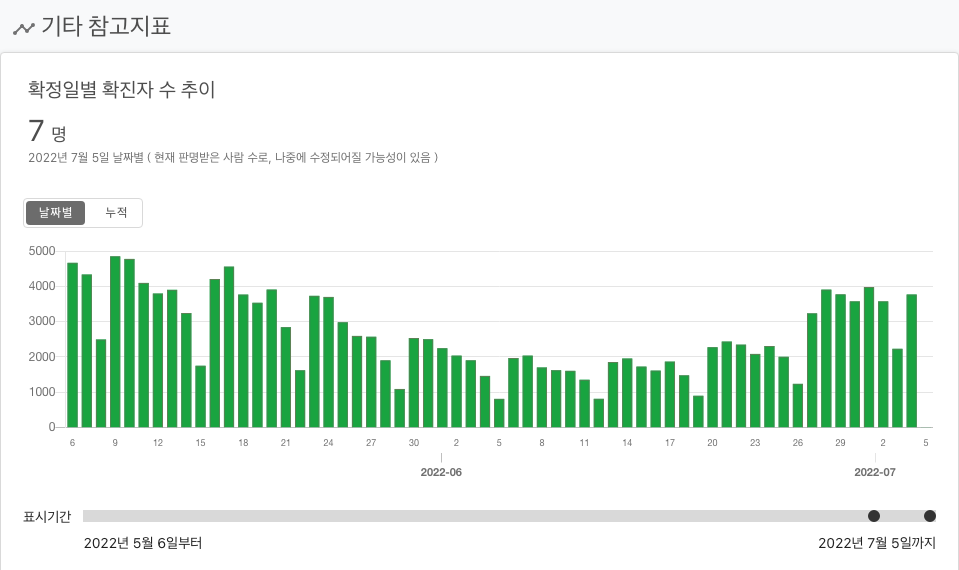 기타 참고지표
확정일별 확진자 수 추이
7 명
2022년 7월 5일 날짜별 ( 현재 판명받은 사람 수로, 나중에 수정되어질 가능성이 있음 )
날짜별 누적
5000
4000
3000
2000
1000
0
6 9 12 15 18 21 24 27 30 2 5 8 11 14 17 20 23 26 29 2 5
2022-06 2022-07
표시기간
2022년 5월 6일부터 2022년 7월 5일까지